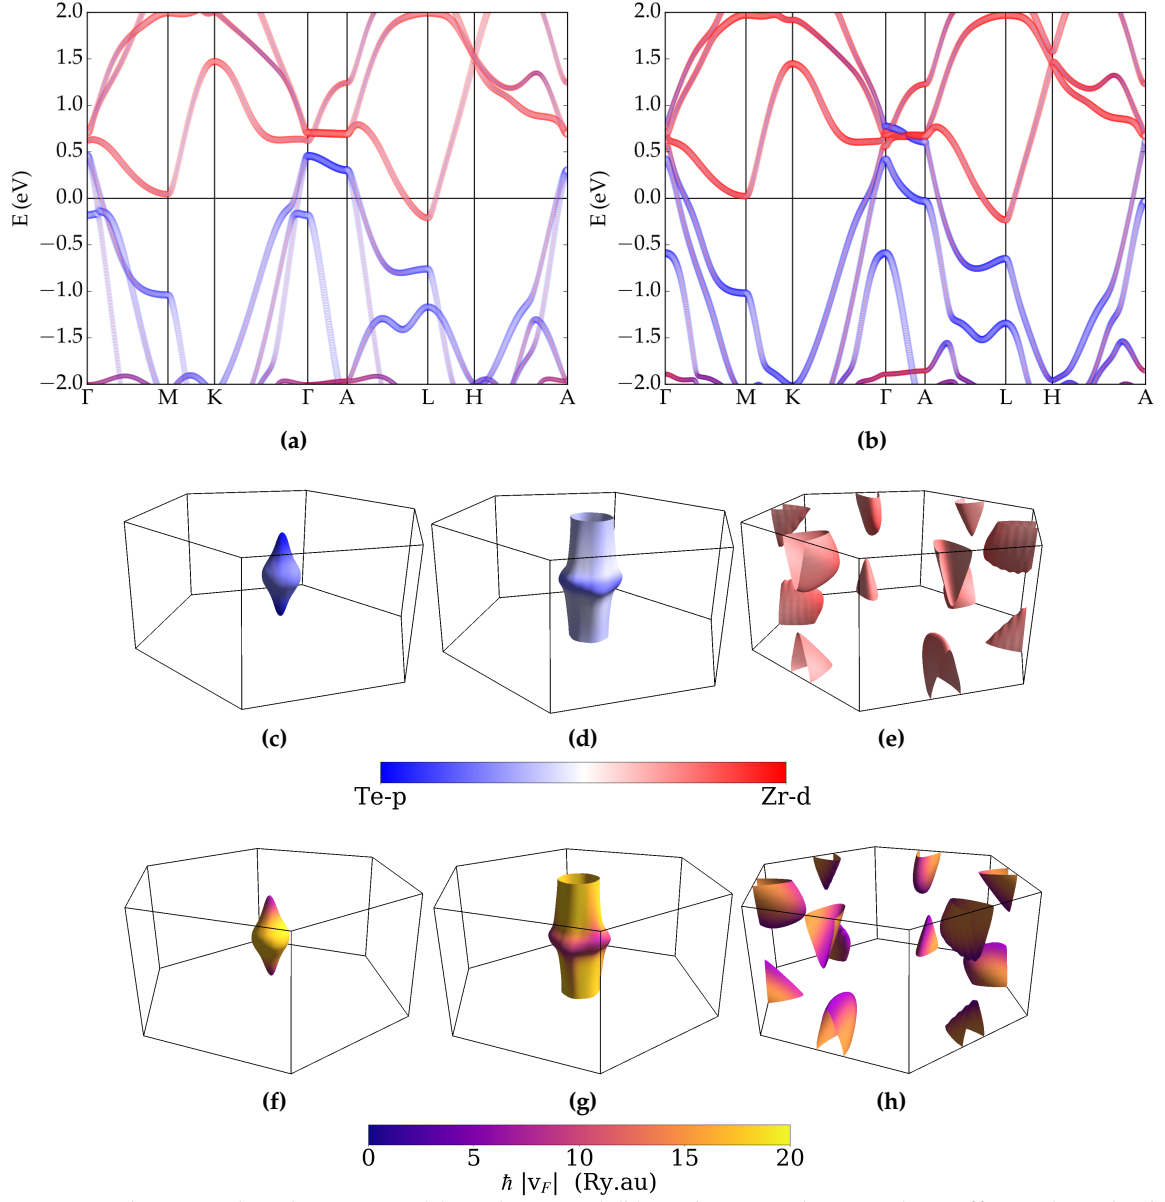 2.0 2.0
1.5 1.5
1.0 1.0
0.5 0.5
E (eV) 0.0 E (eV) 0.0
−0.5 −0.5
−1.0 −1.0
−1.5 −1.5
−2.0 −2.0
Γ M K Γ A L H A Γ M K Γ A L H A
(a) (b)
(c) (d) (e)
Te-p Zr-d
(f) (g) (h)
0 5 10 15 20
ħ |v_F| (Ry.au)